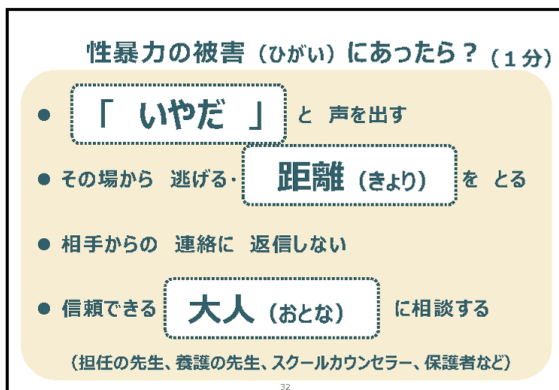 性暴力の被害（ひがい）にあったら？（１分）
● 「 いやだ 」 と 声を出す
● その場から 逃げる・ 距離（きょり） を とる
● 相手からの 連絡に 返信しない
● 信頼できる 大人（おとな） に相談する
（担任の先生、養護の先生、スクールカウンセラー、保護者など）
32